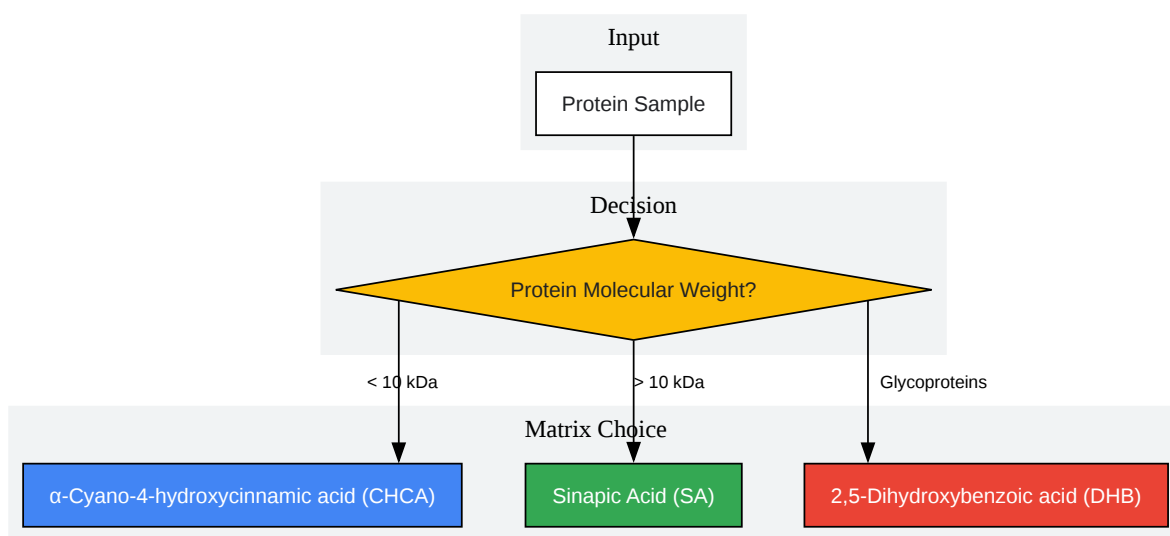 Input
Protein Sample
Decision
Protein Molecular Weight?
< 10 kDa
> 10 kDa
Glycoproteins
Matrix Choice
α-Cyano-4-hydroxycinnamic acid (CHCA)
Sinapic Acid (SA)
2,5-Dihydroxybenzoic acid (DHB)